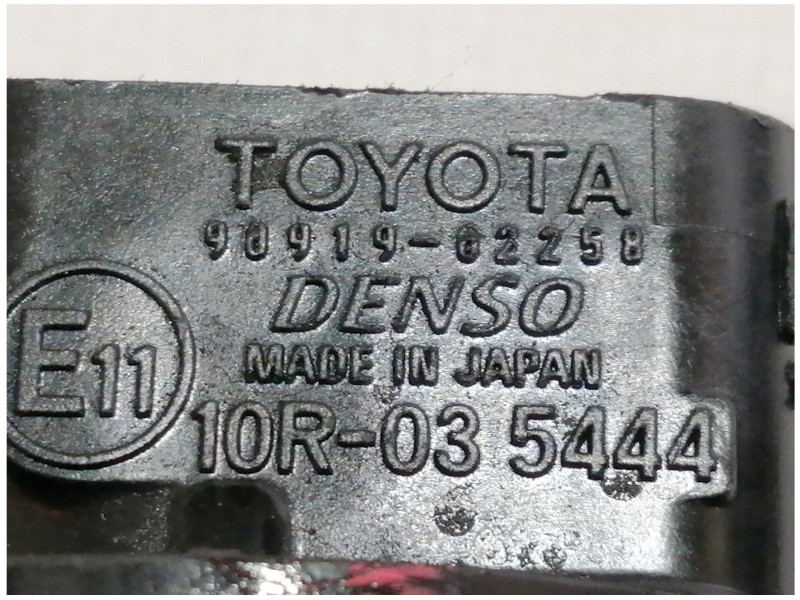 TOYOTA
90919-02258
DENSO
MADE IN JAPAN
E11
10R-03 5444